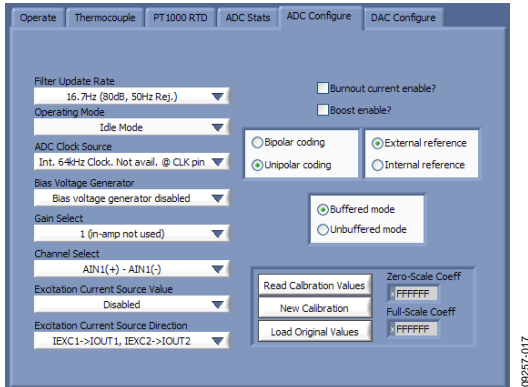 Operate
Thermocouple
PT1000 RTD
ADC Stats
ADC Configure
DAC Configure
Filter Update Rate
16.7Hz (80dB, 50Hz Rej.)
Operating Mode
Idle Mode
ADC Clock Source
Int. 64kHz Clock. Not avail. @ CLK pin
Bias Voltage Generator
Bias voltage generator disabled
Gain Select
1 (in-amp not used)
Channel Select
AIN1(+) - AIN1(-)
Excitation Current Source Value
Disabled
Excitation Current Source Direction
IEXC1->IOUT1, IEXC2->IOUT2
Burnout current enable?
Boost enable?
Bipolar coding
Unipolar coding
External reference
Internal reference
Buffered mode
Unbuffered mode
Read Calbration Values
New Calibration
Load Original Values
Zero-Scale Coeff
FFFFFF
Full-Scale Coeff
FFFFFF
09257-017